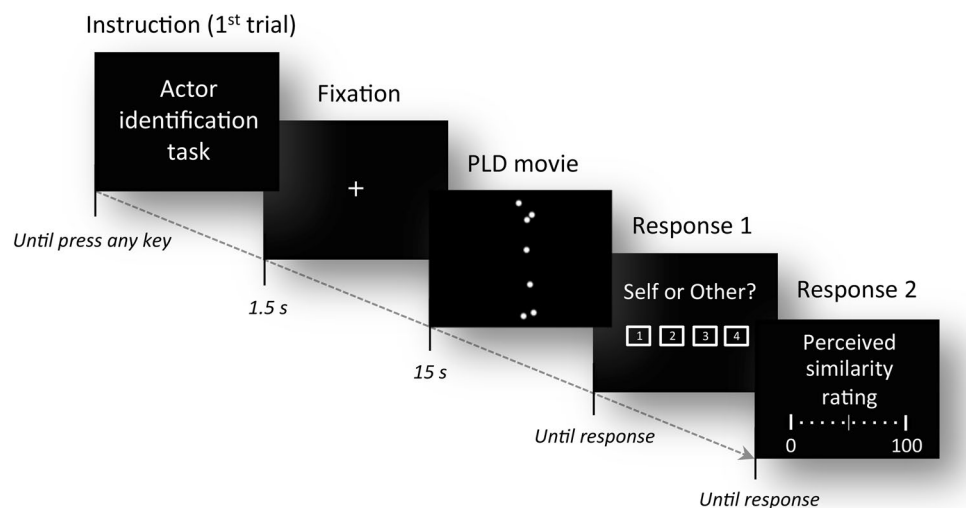 Instruction (1st trial)
Actor
identification
task
Until press any key
Fixation
+
1.5 s
PLD movie
15 s
Response 1
Self or Other?
1 2 3 4
Until response
Response 2
Perceived
similarity
rating
0 100
Until response